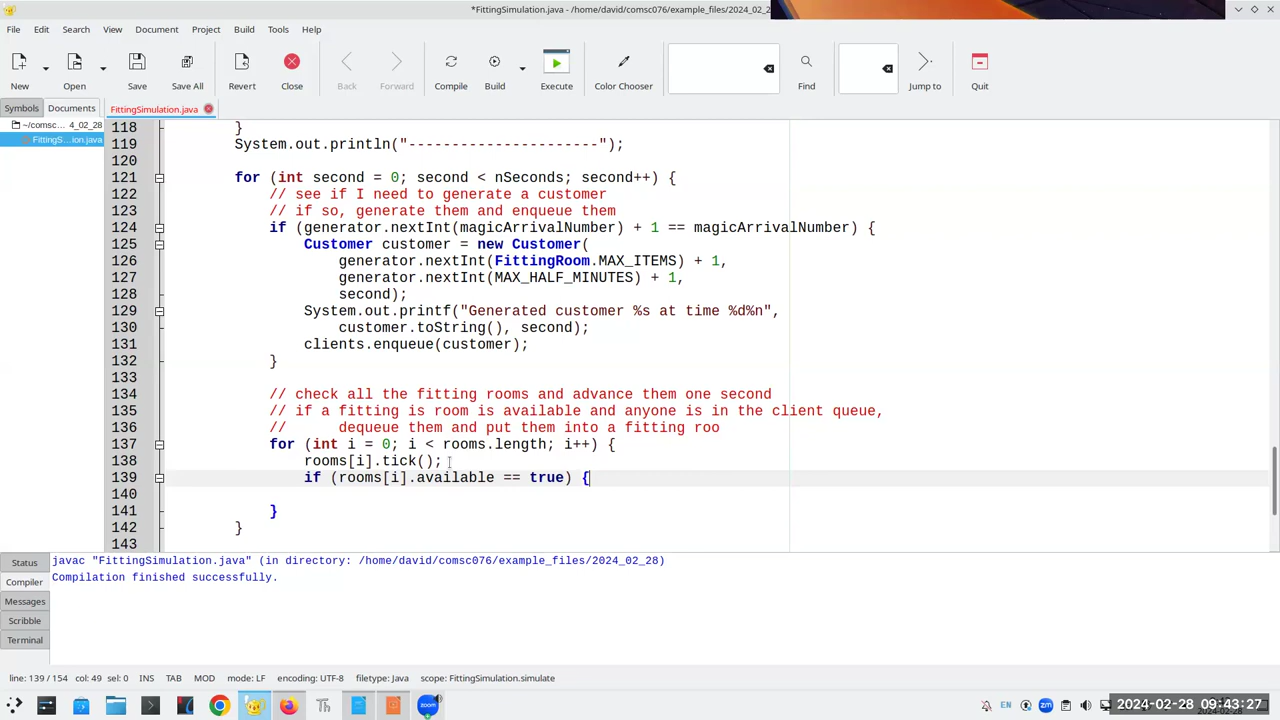 *FittingSimulation.java - /home/david/comsc076/example_files/2024_02_2
File Edit Search View Document Project Build Tools Help
New Open Save Save All Revert Close Back Forward Compile Build Execute Color Chooser Find Jump to Quit
Symbols Documents FittingSimulation.java
~/comsc... 4_02_28
FittingS...ion.java
118 }
119 System.out.println("----------------------");
120
121 for (int second = 0; second < nSeconds; second++) {
122 // see if I need to generate a customer
123 // if so, generate them and enqueue them
124 if (generator.nextInt(magicArrivalNumber) + 1 == magicArrivalNumber) {
125 Customer customer = new Customer(
126 generator.nextInt(FittingRoom.MAX_ITEMS) + 1,
127 generator.nextInt(MAX_HALF_MINUTES) + 1,
128 second);
129 System.out.printf("Generated customer %s at time %d%n",
130 customer.toString(), second);
131 clients.enqueue(customer);
132 }
133
134 // check all the fitting rooms and advance them one second
135 // if a fitting is room is available and anyone is in the client queue,
136 // dequeue them and put them into a fitting roo
137 for (int i = 0; i < rooms.length; i++) {
138 rooms[i].tick();
139 if (rooms[i].available == true) {
140
141 }
142 }
143
Status
Compiler
Messages
Scribble
Terminal
javac "FittingSimulation.java" (in directory: /home/david/comsc076/example_files/2024_02_28)
Compilation finished successfully.
line: 139 / 154 col: 49 sel: 0 INS TAB MOD mode: LF encoding: UTF-8 filetype: Java scope: FittingSimulation.simulate
Th zoom EN zm 2024-02-28 09:43:27